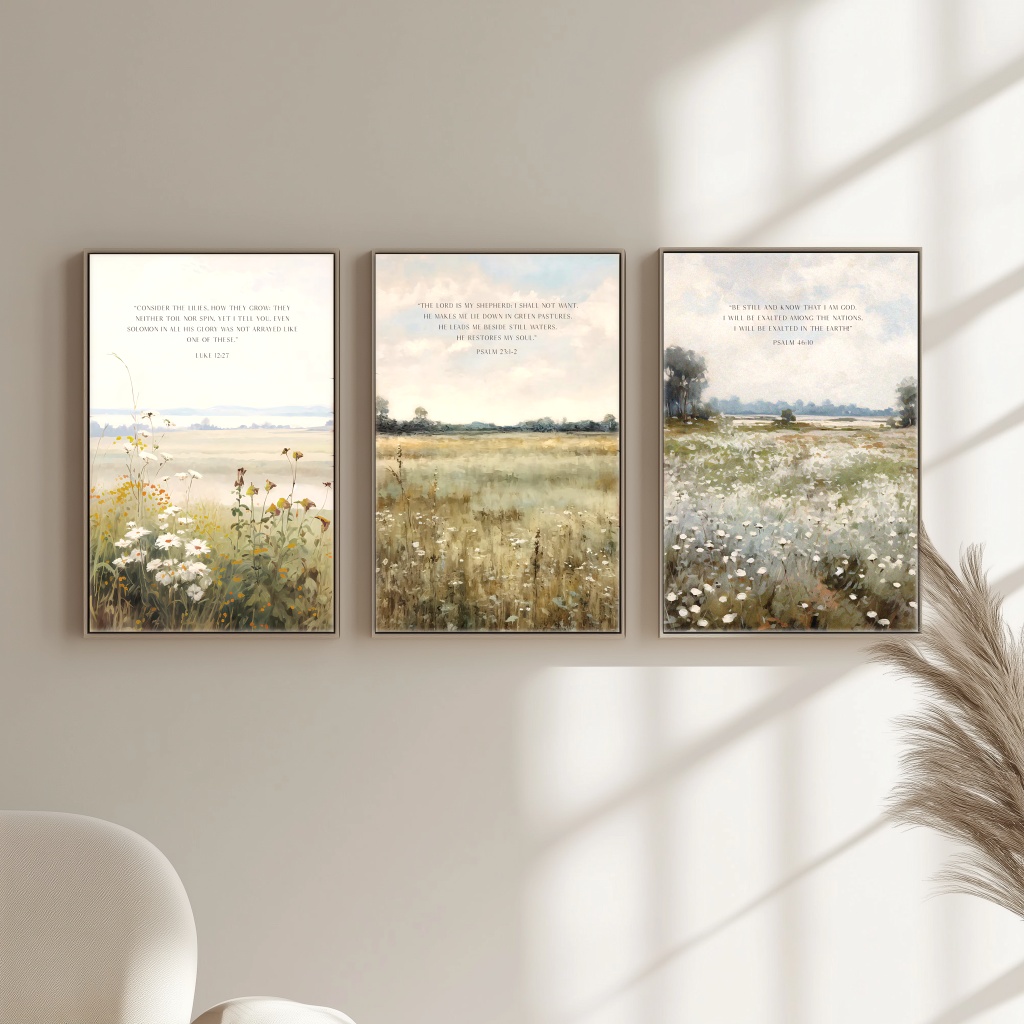 "CONSIDER THE LILIES, HOW THEY GROW: THEY
NEITHER TOIL NOR SPIN, YET I TELL YOU, EVEN
SOLOMON IN ALL HIS GLORY WAS NOT ARRAYED LIKE
ONE OF THESE."
LUKE 12:27
"THE LORD IS MY SHEPHERD; I SHALL NOT WANT.
HE MAKES ME LIE DOWN IN GREEN PASTURES.
HE LEADS ME BESIDE STILL WATERS.
HE RESTORES MY SOUL."
PSALM 23:1-2
"BE STILL AND KNOW THAT I AM GOD.
I WILL BE EXALTED AMONG THE NATIONS,
I WILL BE EXALTED IN THE EARTH!"
PSALM 46:10